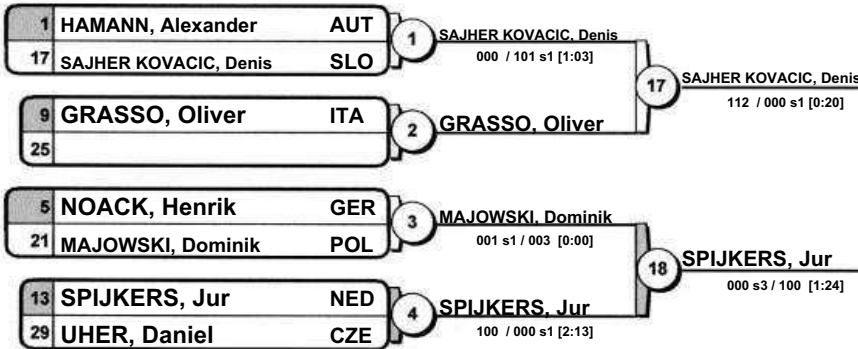 1 HAMANN, Alexander AUT
17 SAJHER KOVACIC, Denis SLO
1
SAJHER KOVACIC, Denis
000 / 101 s1 [1:03]
9 GRASSO, Oliver ITA
25
2
GRASSO, Oliver
17
SAJHER KOVACIC, Denis
112 / 000 s1 [0:20]
5 NOACK, Henrik GER
21 MAJOWSKI, Dominik POL
3
MAJOWSKI, Dominik
001 s1 / 003 [0:00]
13 SPIJKERS, Jur NED
29 UHER, Daniel CZE
4
SPIJKERS, Jur
100 / 000 s1 [2:13]
18
SPIJKERS, Jur
000 s3 / 100 [1:24]